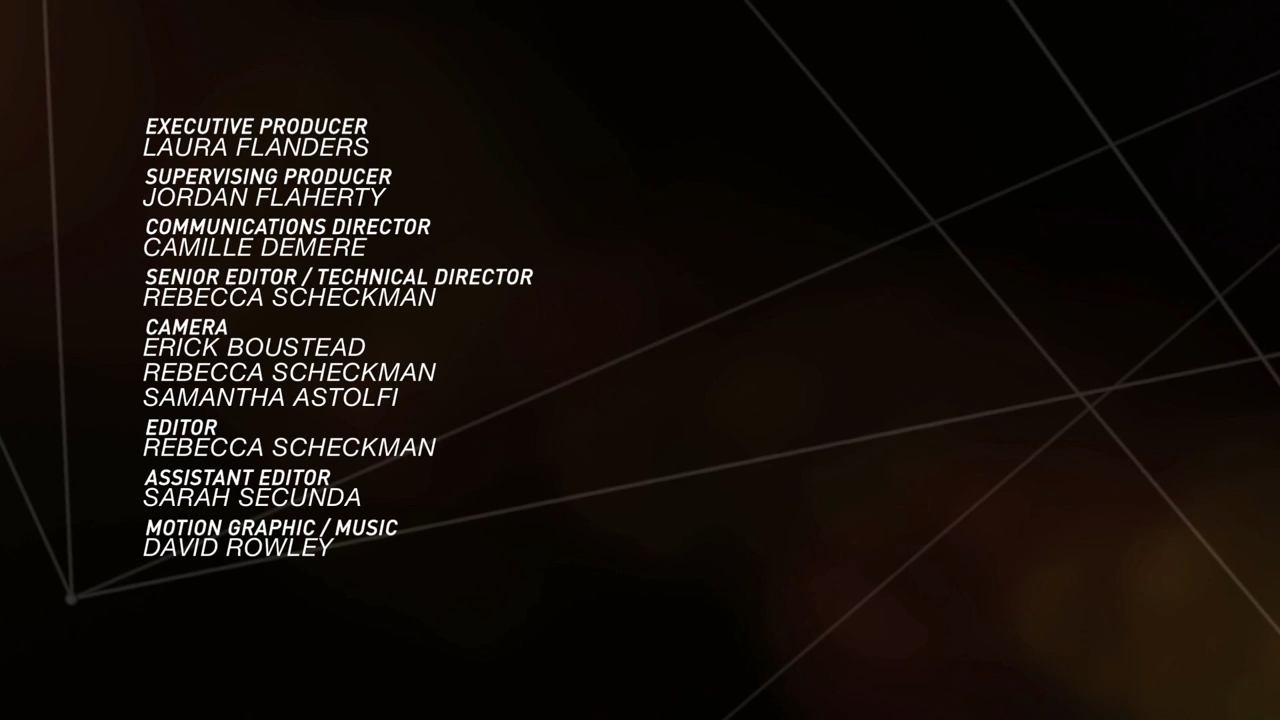 EXECUTIVE PRODUCER
LAURA FLANDERS
SUPERVISING PRODUCER
JORDAN FLAHERTY
COMMUNICATIONS DIRECTOR
CAMILLE DEMERE
SENIOR EDITOR / TECHNICAL DIRECTOR
REBECCA SCHECKMAN
CAMERA
ERICK BOUSTEAD
REBECCA SCHECKMAN
SAMANTHA ASTOLFI
EDITOR
REBECCA SCHECKMAN
ASSISTANT EDITOR
SARAH SECUNDA
MOTION GRAPHIC / MUSIC
DAVID ROWLEY